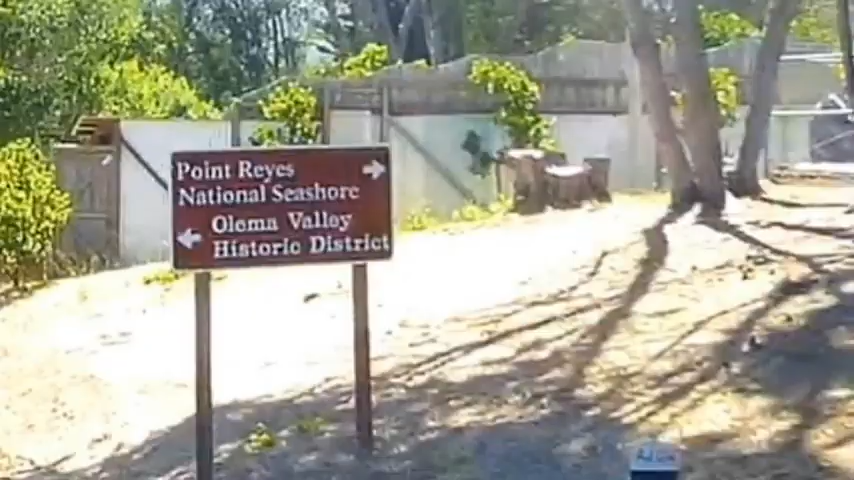 Point Reyes
National Seashore
Olema Valley
Historic District